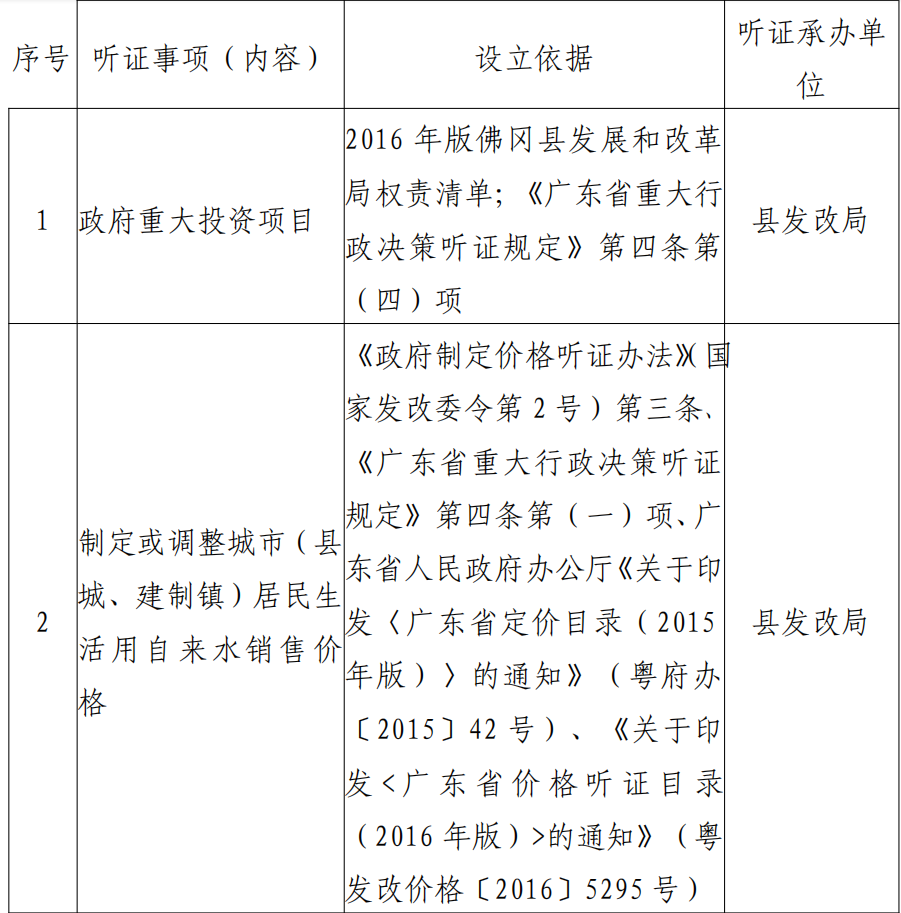 序号
听证事项（内容）
设立依据
听证承办单
位
1
政府重大投资项目
2016 年版佛冈县发展和改革
局权责清单；《广东省重大行
政决策听证规定》第四条第
（四）项
县发改局
2
制定或调整城市（县
城、建制镇）居民生
活用自来水销售价
格
《政府制定价格听证办法》（国
家发改委令第 2 号）第三条、
《广东省重大行政决策听证
规定》第四条第（一）项、广
东省人民政府办公厅《关于印
发〈广东省定价目录（2015
年版）〉的通知》（粤府办
〔2015〕42 号）、《关于印
发<广东省价格听证目录
（2016 年版）>的通知》（粤
发改价格〔2016〕5295 号）
县发改局